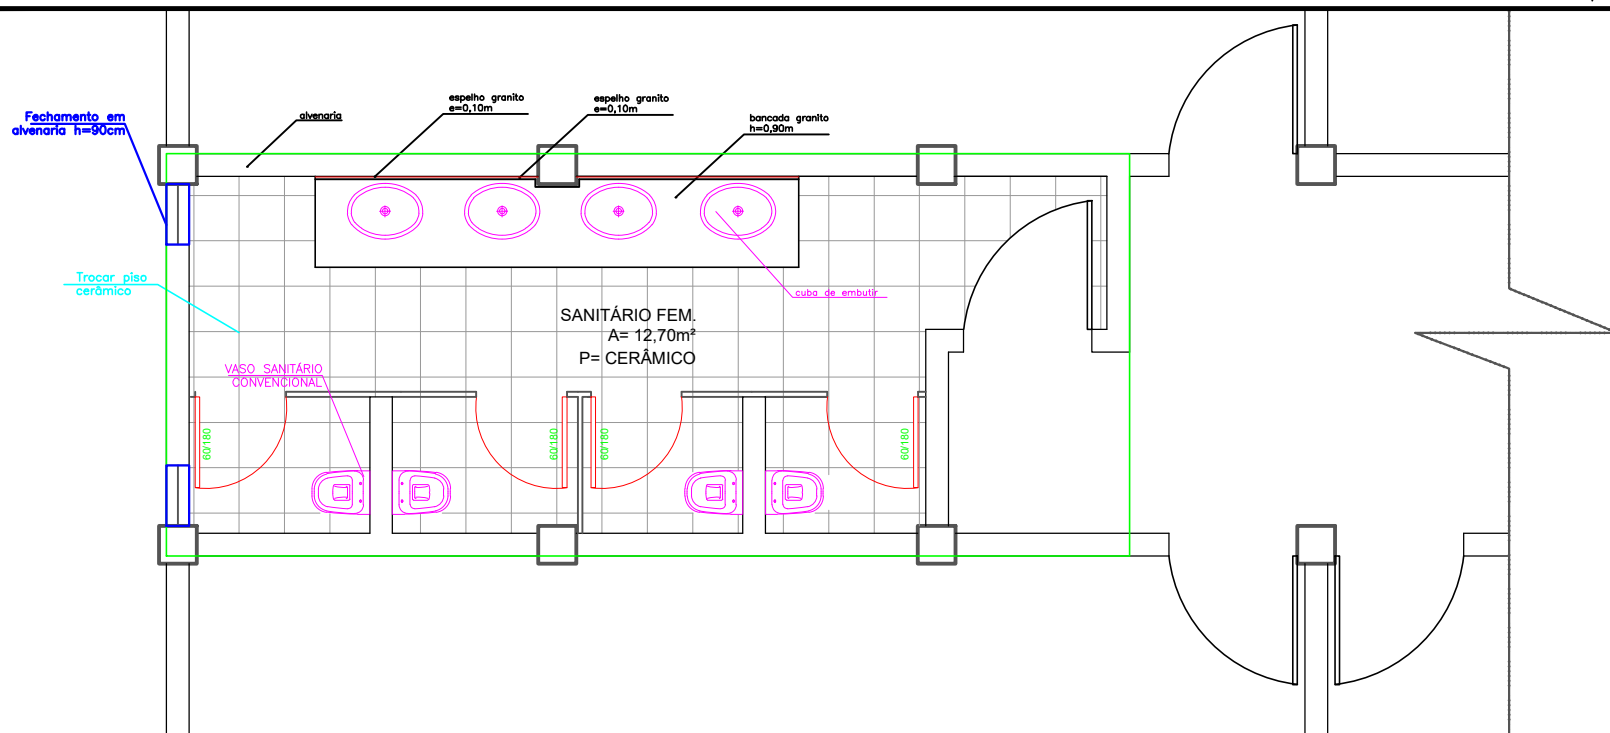 espelho granito
e=0,10m
espelho granito
e=0,10m
Fechamento em
alvenaria h=90cm
alvenaria
bancada granito
h=0,90m
Trocar piso
cerâmico
cuba de embutir
SANITÁRIO FEM.
A= 12,70m²
P= CERÂMICO
VASO SANITÁRIO
CONVENCIONAL
60/180
60/180
60/180
60/180